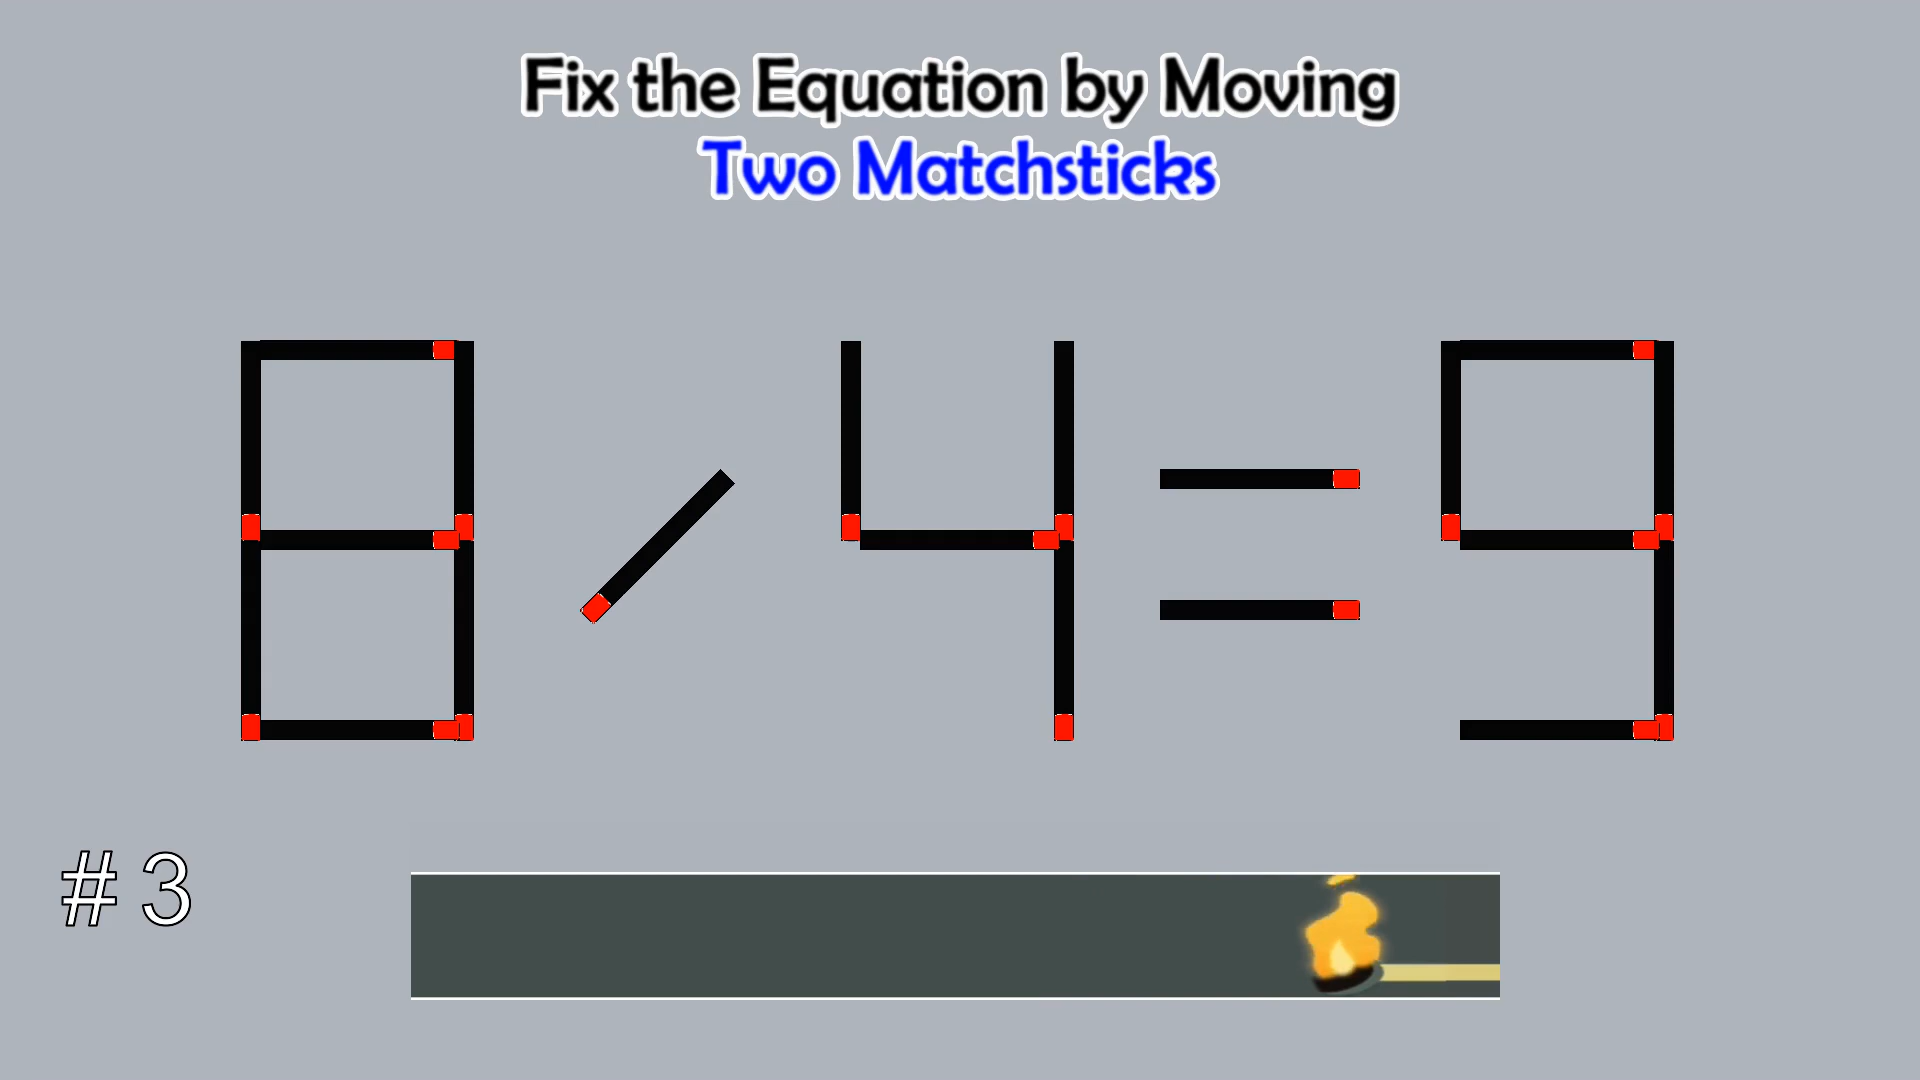 Fix the Equation by Moving
Two Matchsticks
8/4=9
#3